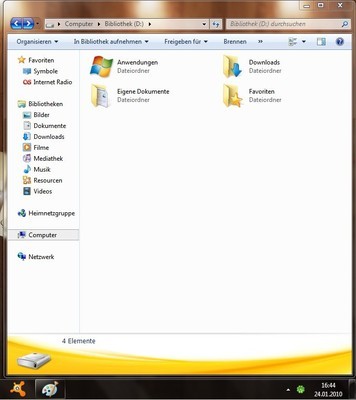 Computer Bibliothek (D:) Bibliothek (D:) durchsuchen
Organisieren In Bibliothek aufnehmen Freigeben für Brennen »
Favoriten
Symbole
Internet Radio
Bibliotheken
Bilder
Dokumente
Downloads
Filme
Mediathek
Musik
Resourcen
Videos
Heimnetzgruppe
Computer
Netzwerk
Anwendungen
Dateiordner
Downloads
Dateiordner
Eigene Dokumente
Dateiordner
Favoriten
Dateiordner
4 Elemente
16:44
24.01.2010